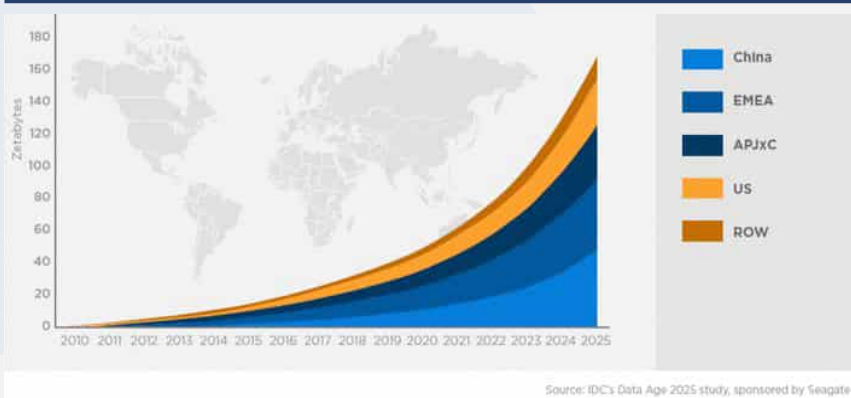 180
160
140
120
100
80
60
40
20
0
Zetabytes
2010 2011 2012 2013 2014 2015 2016 2017 2018 2019 2020 2021 2022 2023 2024 2025
China
EMEA
APJxC
US
ROW
Source: IDC's Data Age 2025 study, sponsored by Seagate